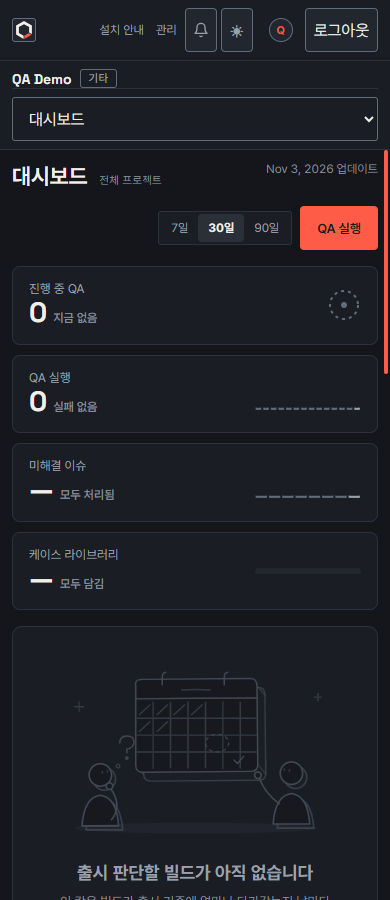 설치 안내 관리 Q 로그아웃
QA Demo 기타
대시보드
대시보드 전체 프로젝트 Nov 3, 2026 업데이트
7일 30일 90일 QA 실행
진행 중 QA
0 지금 없음
QA 실행
0 실패 없음
미해결 이슈
— 모두 처리됨
케이스 라이브러리
— 모두 담김
?
출시 판단할 빌드가 아직 없습니다